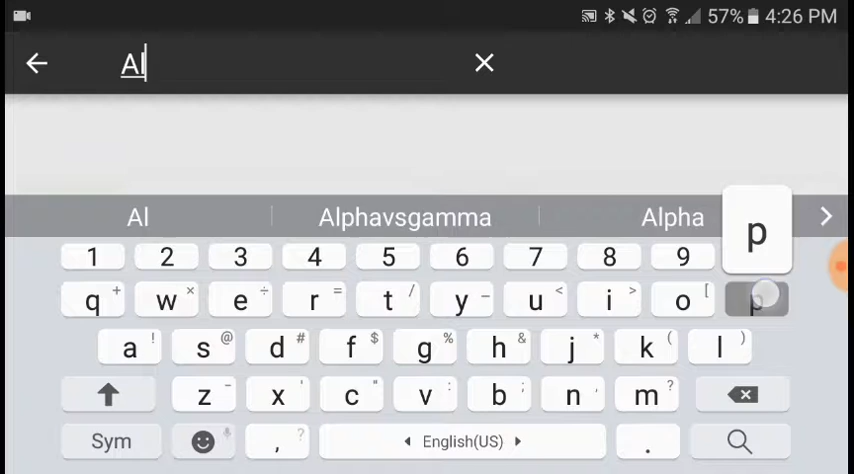 57% 4:26 PM
Al
Al Alphavsgamma Alpha
p
1 2 3 4 5 6 7 8 9
q + w × e ÷ r = t / y _ u < i > o [ p
a ! s @ d # f $ g % h & j * k ( l )
z - x ' c " v : b ; n , m ?
Sym , ? English(US) .